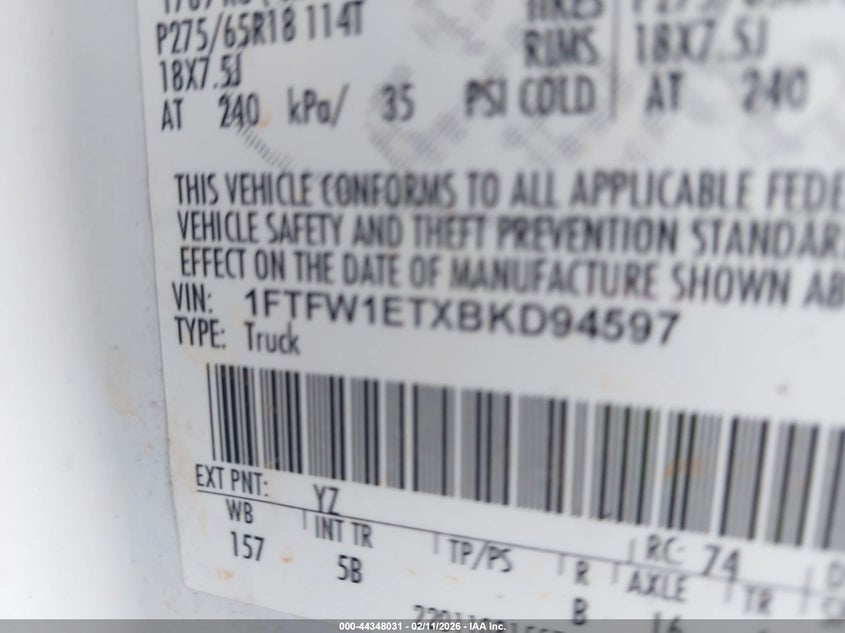 P275/65R18 114T
18X7.5J
AT 240 kPa/ 35 PSI COLD
TIRES
RIMS 18X7.5J
AT 240
THIS VEHICLE CONFORMS TO ALL APPLICABLE FEDE
VEHICLE SAFETY AND THEFT PREVENTION STANDAR
EFFECT ON THE DATE OF MANUFACTURE SHOWN AB
VIN: 1FTFW1ETXBKD94597
TYPE: Truck
EXT PNT: YZ RC: 74
WB INT TR TP/PS R AXLE TR
157 5B B 16
000-44348031 - 02/11/2026 - IAA Inc.